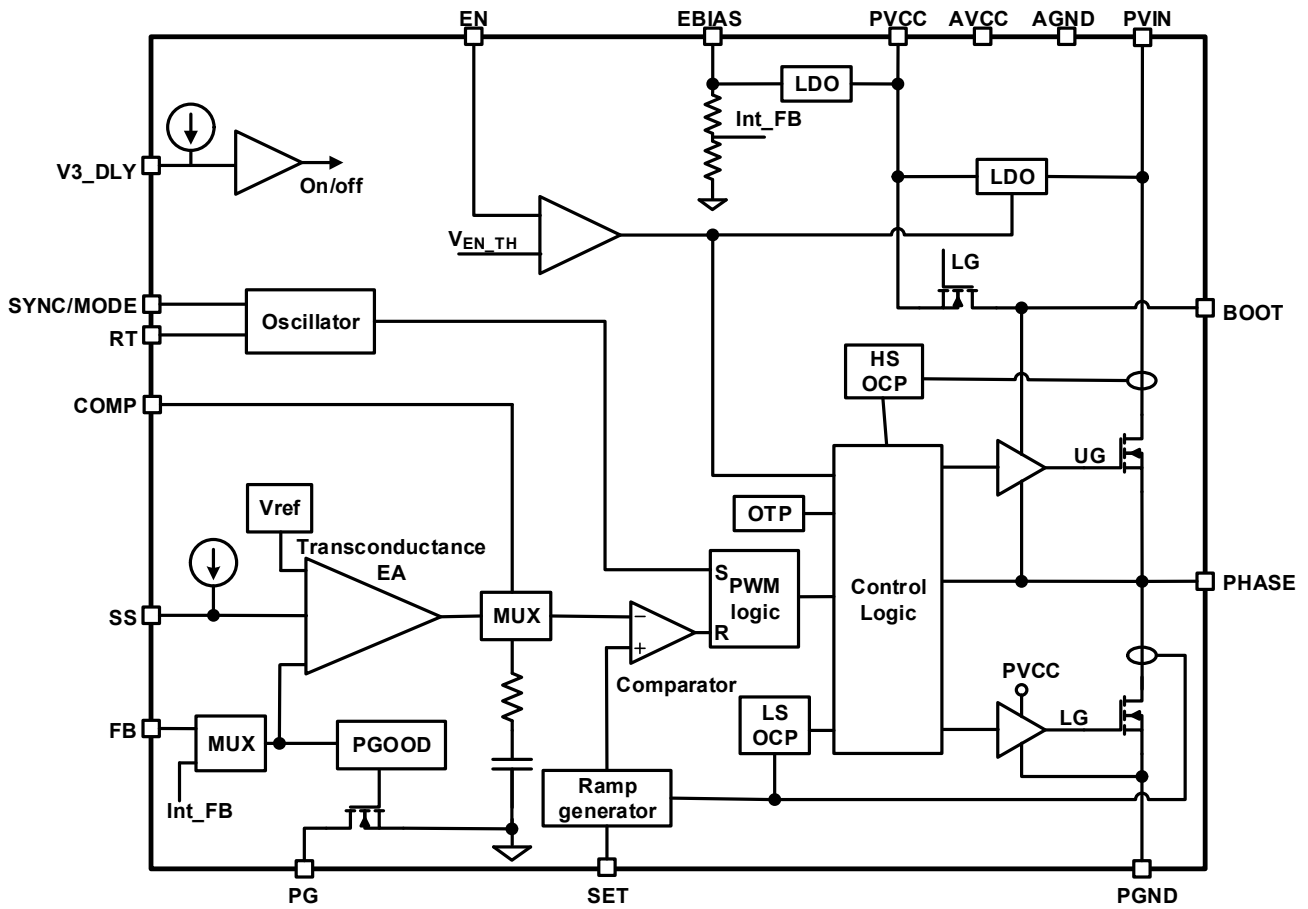 EN
EBIAS
PVCC
AVCC
AGND
PVIN
LDO
Int_FB
V3_DLY
On/off
LDO
VEN_TH
LG
SYNC/MODE
Oscillator
RT
BOOT
HS
OCP
COMP
UG
Vref
OTP
Transconductance
EA
S
PWM
logic
R
Control
Logic
PHASE
SS
MUX
−
+
Comparator
PVCC
LS
OCP
LG
FB
MUX
PGOOD
Int_FB
Ramp
generator
PG
SET
PGND